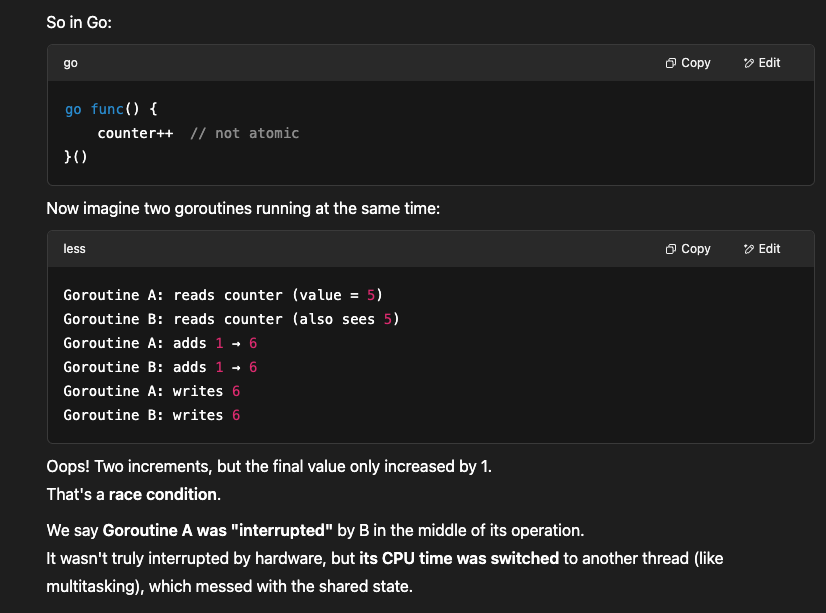 So in Go:
go Copy Edit
go func() {
counter++ // not atomic
}()
Now imagine two goroutines running at the same time:
less Copy Edit
Goroutine A: reads counter (value = 5)
Goroutine B: reads counter (also sees 5)
Goroutine A: adds 1 → 6
Goroutine B: adds 1 → 6
Goroutine A: writes 6
Goroutine B: writes 6
Oops! Two increments, but the final value only increased by 1.
That's a race condition.
We say Goroutine A was "interrupted" by B in the middle of its operation.
It wasn't truly interrupted by hardware, but its CPU time was switched to another thread (like
multitasking), which messed with the shared state.